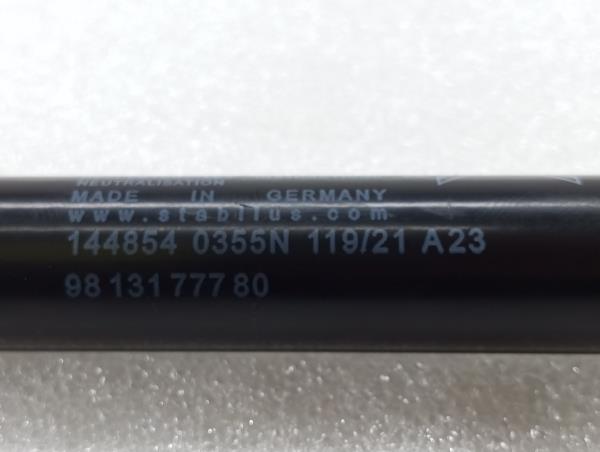 NEUTRALISATION
MADE IN GERMANY
www.stabilus.com
144854 0355N 119/21 A23
98 131 777 80